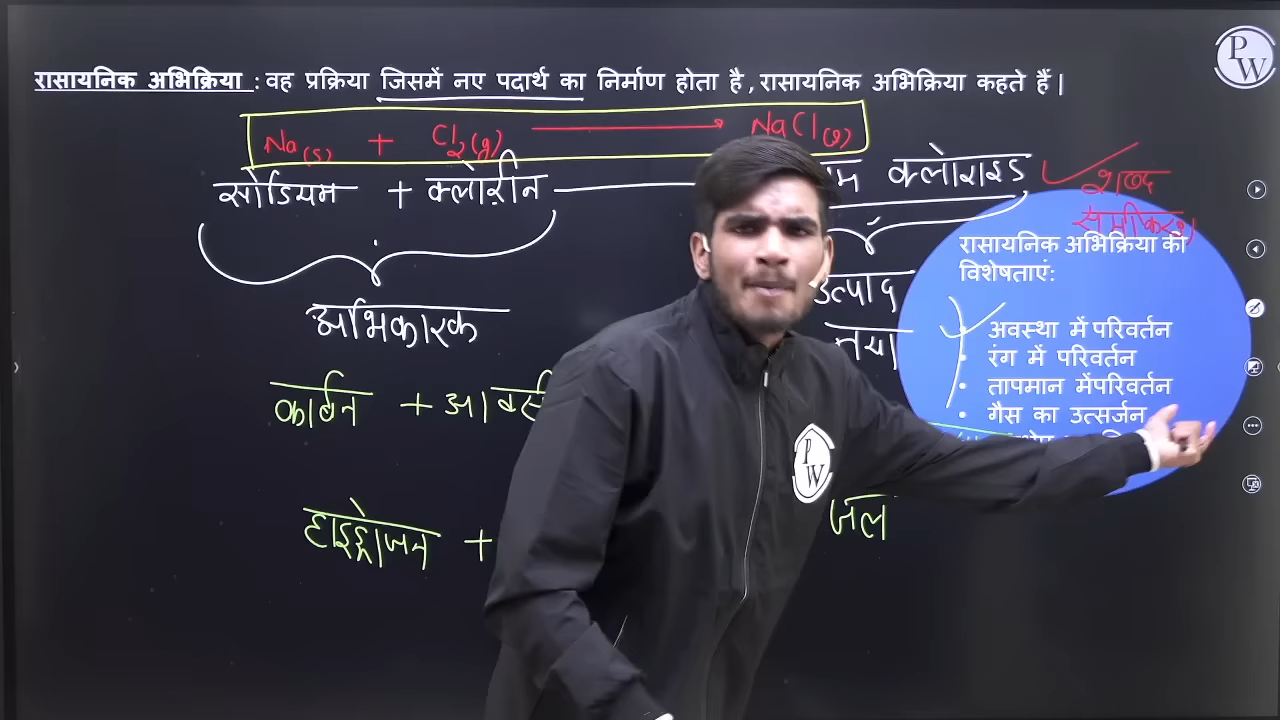 रासायनिक अभिक्रिया : वह प्रक्रिया जिसमें नए पदार्थ का निर्माण होता है , रासायनिक अभिक्रिया कहते हैं |
PW
Na(s) + Cl2(g) → NaCl
सोडियम + क्लोरीन
क्लोराइड
शब्द
समीकरण
अभिकारक
उत्पाद
नया
रासायनिक अभिक्रिया की
विशेषताएं:
• अवस्था में परिवर्तन
• रंग में परिवर्तन
• तापमान मेंपरिवर्तन
• गैस का उत्सर्जन
कार्बन +
हाइड्रोजन +
जल
PW